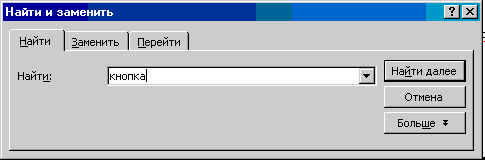 Найти и заменить
Найти Заменить Перейти
Найти: кнопка Найти далее
Отмена
Больше